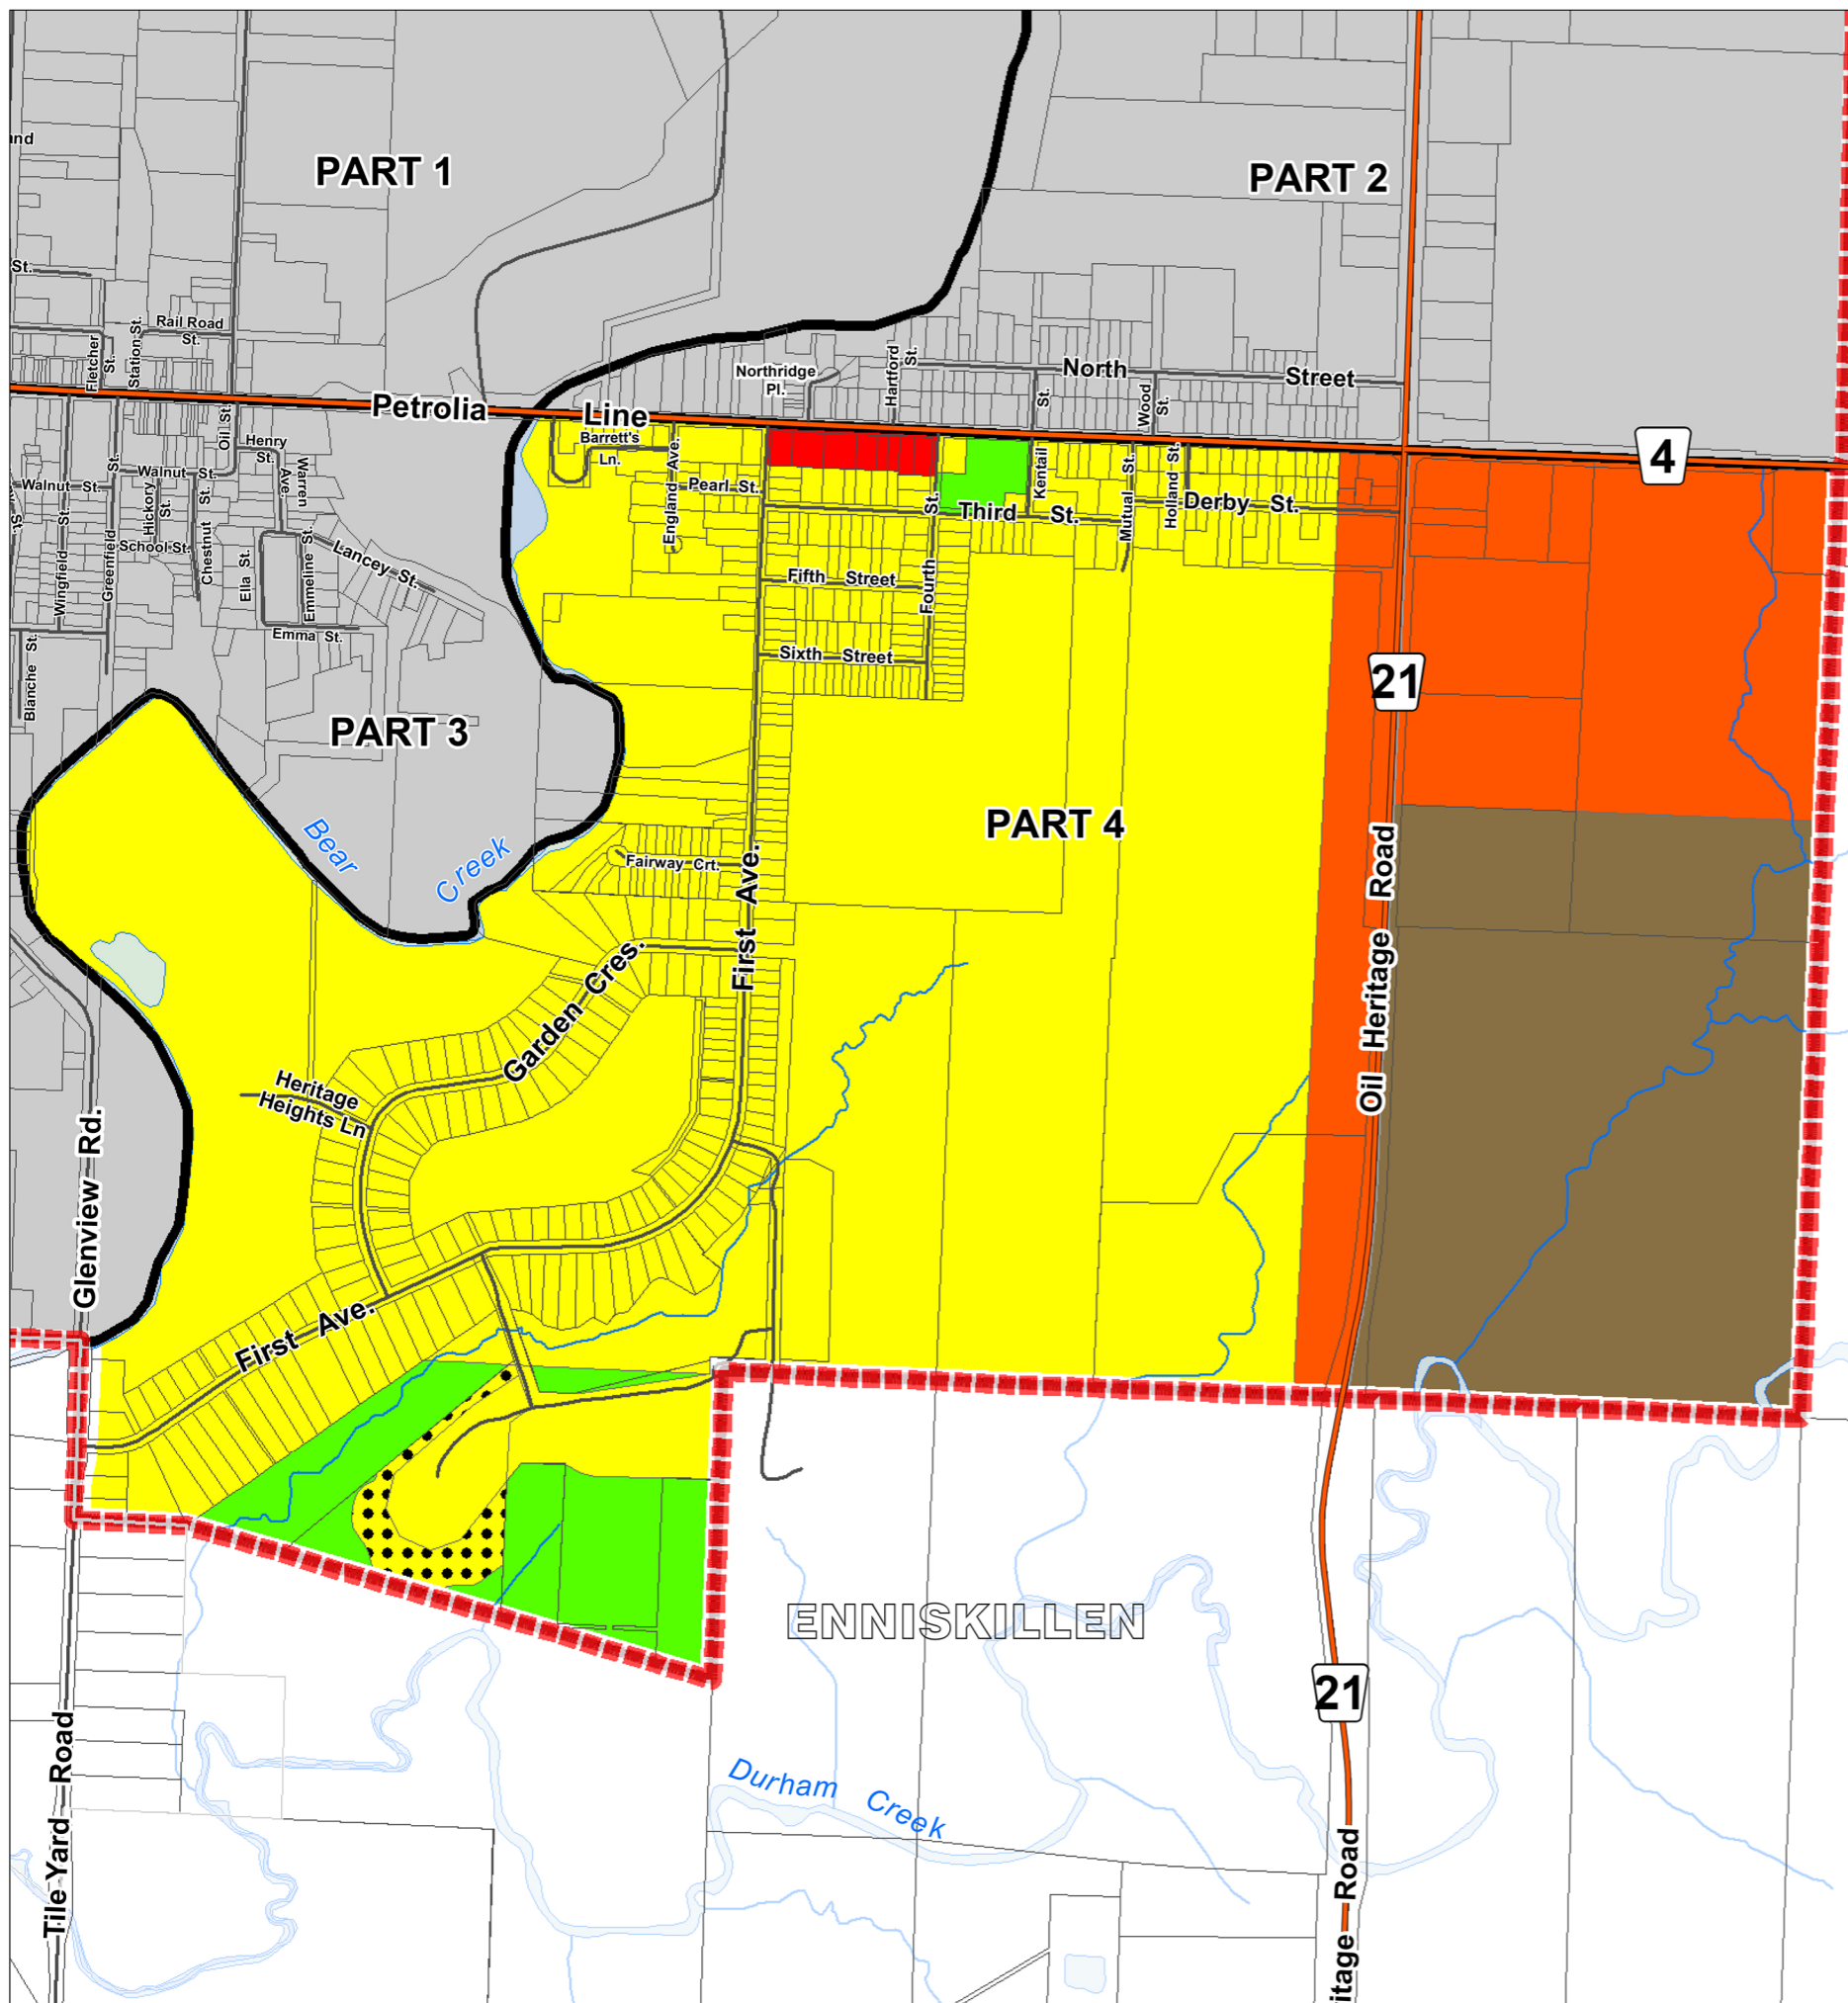 PART 1
PART 2
St.
Rail Road
St.
Fletcher
St.
Station St.
Northridge
Pl.
Hartford
St.
North
Street
St.
Wood
St.
Petrolia
Line
Barrett's
Ln.
Oil St.
Henry
St.
Walnut St.
Walnut St.
Hickory
St.
St.
Chestnut
Warren
Ave.
St.
Wingfield St.
Greenfield St.
School St.
Ella St.
Emmeline St.
Lancey St.
Emma St.
Blanche St.
England Ave.
Pearl St.
Kentail
Mutual St.
Holland St.
Derby St.
Third St.
Fourth St.
Fifth Street
Sixth Street
4
21
PART 3
PART 4
Bear
Creek
Fairway Crt.
First Ave.
Garden Cres.
Heritage
Heights Ln
Oil Heritage Road
Glenview Rd.
First Ave.
ENNISKILLEN
21
Durham Creek
Tile Yard Road
itage Road